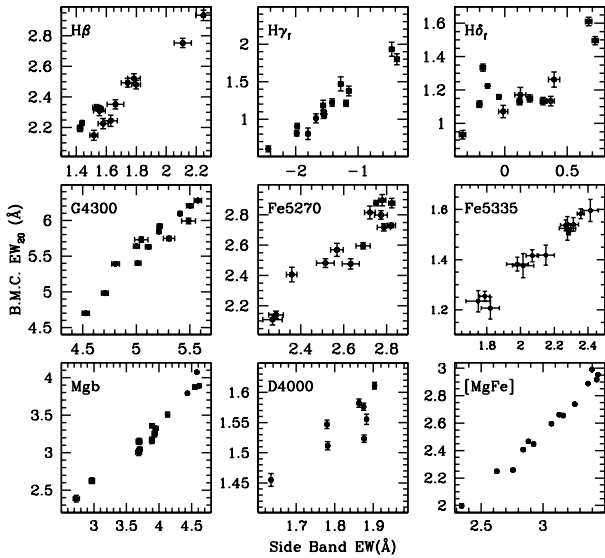 Hβ
2.8
2.6
2.4
2.2
1.4 1.6 1.8 2 2.2
Hγf
2
1.5
1
−2 −1
Hδf
1.6
1.4
1.2
1
0 0.5
B.M.C. EW20 (Å)
G4300
6
5.5
5
4.5
4.5 5 5.5
Fe5270
2.8
2.6
2.4
2.2
2.4 2.6 2.8
Fe5335
1.6
1.4
1.2
1.8 2 2.2 2.4
Mgb
4
3.5
3
2.5
3 3.5 4 4.5
D4000
1.6
1.55
1.5
1.45
1.7 1.8 1.9
[MgFe]
3
2.8
2.6
2.4
2.2
2
2.5 3
Side Band EW(Å)